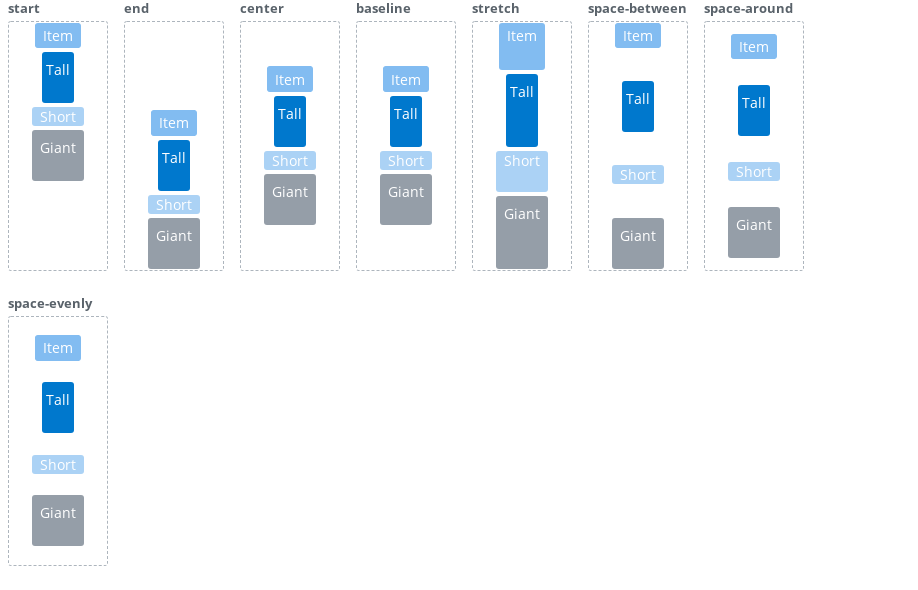 start
Item
Tall
Short
Giant
end
Item
Tall
Short
Giant
center
Item
Tall
Short
Giant
baseline
Item
Tall
Short
Giant
stretch
Item
Tall
Short
Giant
space-between
Item
Tall
Short
Giant
space-around
Item
Tall
Short
Giant
space-evenly
Item
Tall
Short
Giant